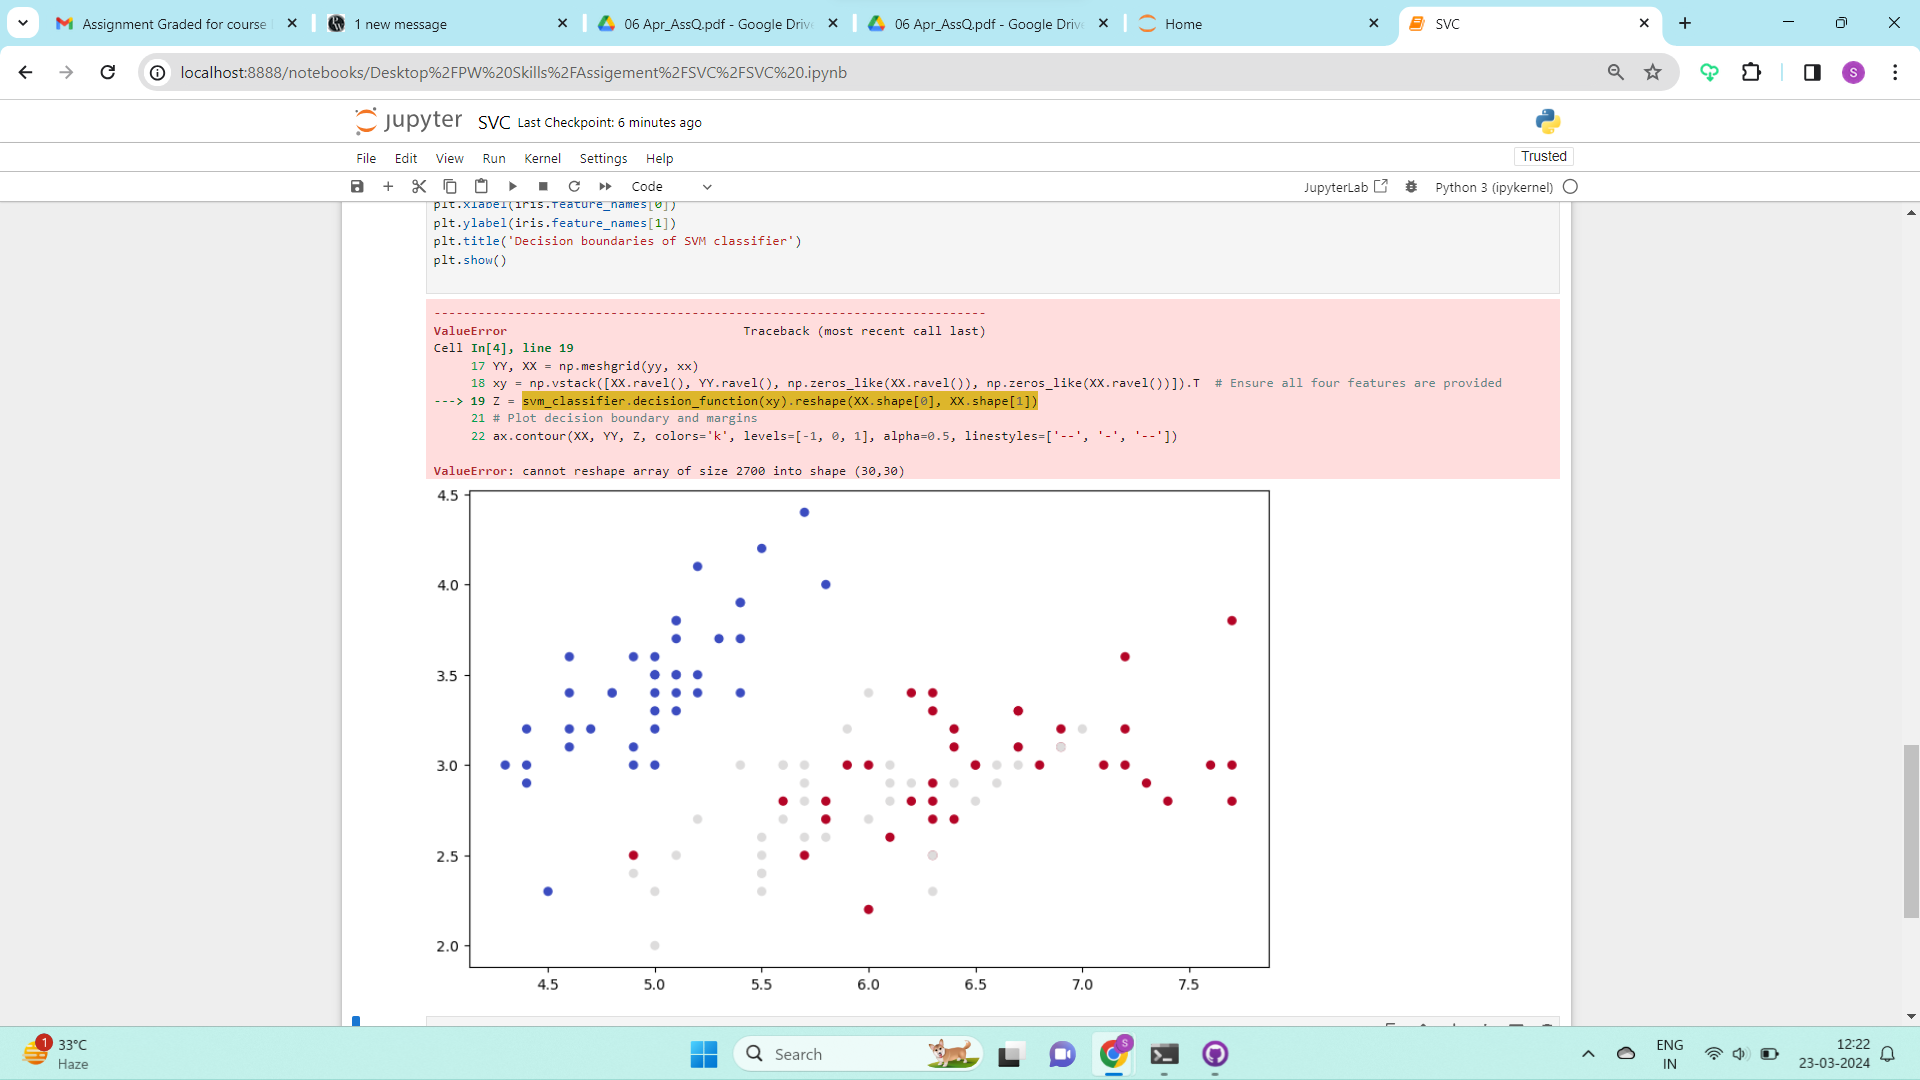 Assignment Graded for course
1 new message
06 Apr_AssQ.pdf - Google Drive
06 Apr_AssQ.pdf - Google Drive
Home
SVC
localhost:8888/notebooks/Desktop%2FPW%20Skills%2FAssigement%2FSVC%2FSVC%20.ipynb
S
jupyter SVC Last Checkpoint: 6 minutes ago
File Edit View Run Kernel Settings Help
Trusted
Code
JupyterLab
Python 3 (ipykernel)
plt.xlabel(iris.feature_names[0])
plt.ylabel(iris.feature_names[1])
plt.title('Decision boundaries of SVM classifier')
plt.show()
---------------------------------------------------------------------------
ValueError Traceback (most recent call last)
Cell In[4], line 19
17 YY, XX = np.meshgrid(yy, xx)
18 xy = np.vstack([XX.ravel(), YY.ravel(), np.zeros_like(XX.ravel()), np.zeros_like(XX.ravel())]).T # Ensure all four features are provided
---> 19 Z = svm_classifier.decision_function(xy).reshape(XX.shape[0], XX.shape[1])
21 # Plot decision boundary and margins
22 ax.contour(XX, YY, Z, colors='k', levels=[-1, 0, 1], alpha=0.5, linestyles=['--', '-', '--'])
ValueError: cannot reshape array of size 2700 into shape (30,30)
4.5
4.0
3.5
3.0
2.5
2.0
4.5 5.0 5.5 6.0 6.5 7.0 7.5
1
33°C
Haze
Search
S
ENG
IN
12:22
23-03-2024